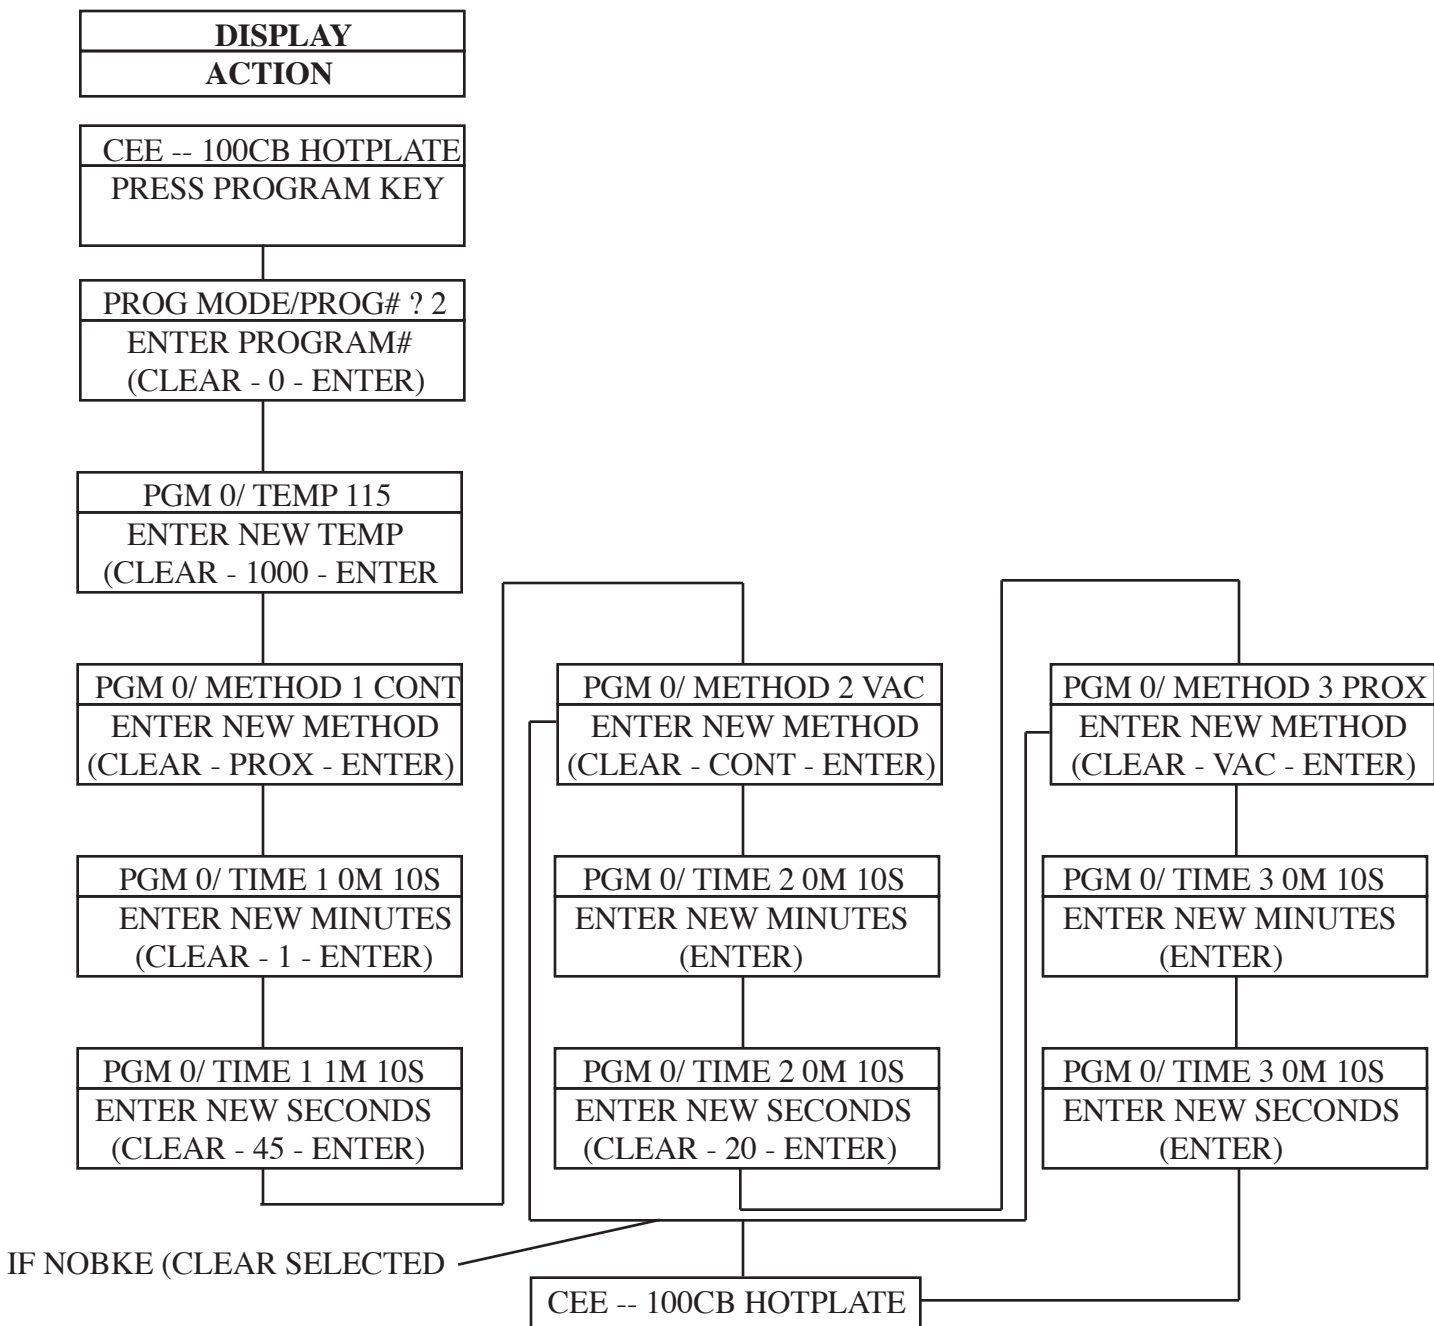 DISPLAY
ACTION
CEE -- 100CB HOTPLATE
PRESS PROGRAM KEY
PROG MODE/PROG# ? 2
ENTER PROGRAM#
(CLEAR - 0 - ENTER)
PGM 0/ TEMP 115
ENTER NEW TEMP
(CLEAR - 1000 - ENTER
PGM 0/ METHOD 1 CONT
ENTER NEW METHOD
(CLEAR - PROX - ENTER)
PGM 0/ TIME 1 0M 10S
ENTER NEW MINUTES
(CLEAR - 1 - ENTER)
PGM 0/ TIME 1 1M 10S
ENTER NEW SECONDS
(CLEAR - 45 - ENTER)
PGM 0/ METHOD 2 VAC
ENTER NEW METHOD
(CLEAR - CONT - ENTER)
PGM 0/ TIME 2 0M 10S
ENTER NEW MINUTES
(ENTER)
PGM 0/ TIME 2 0M 10S
ENTER NEW SECONDS
(CLEAR - 20 - ENTER)
PGM 0/ METHOD 3 PROX
ENTER NEW METHOD
(CLEAR - VAC - ENTER)
PGM 0/ TIME 3 0M 10S
ENTER NEW MINUTES
(ENTER)
PGM 0/ TIME 3 0M 10S
ENTER NEW SECONDS
(ENTER)
IF NOBKE (CLEAR SELECTED
CEE -- 100CB HOTPLATE